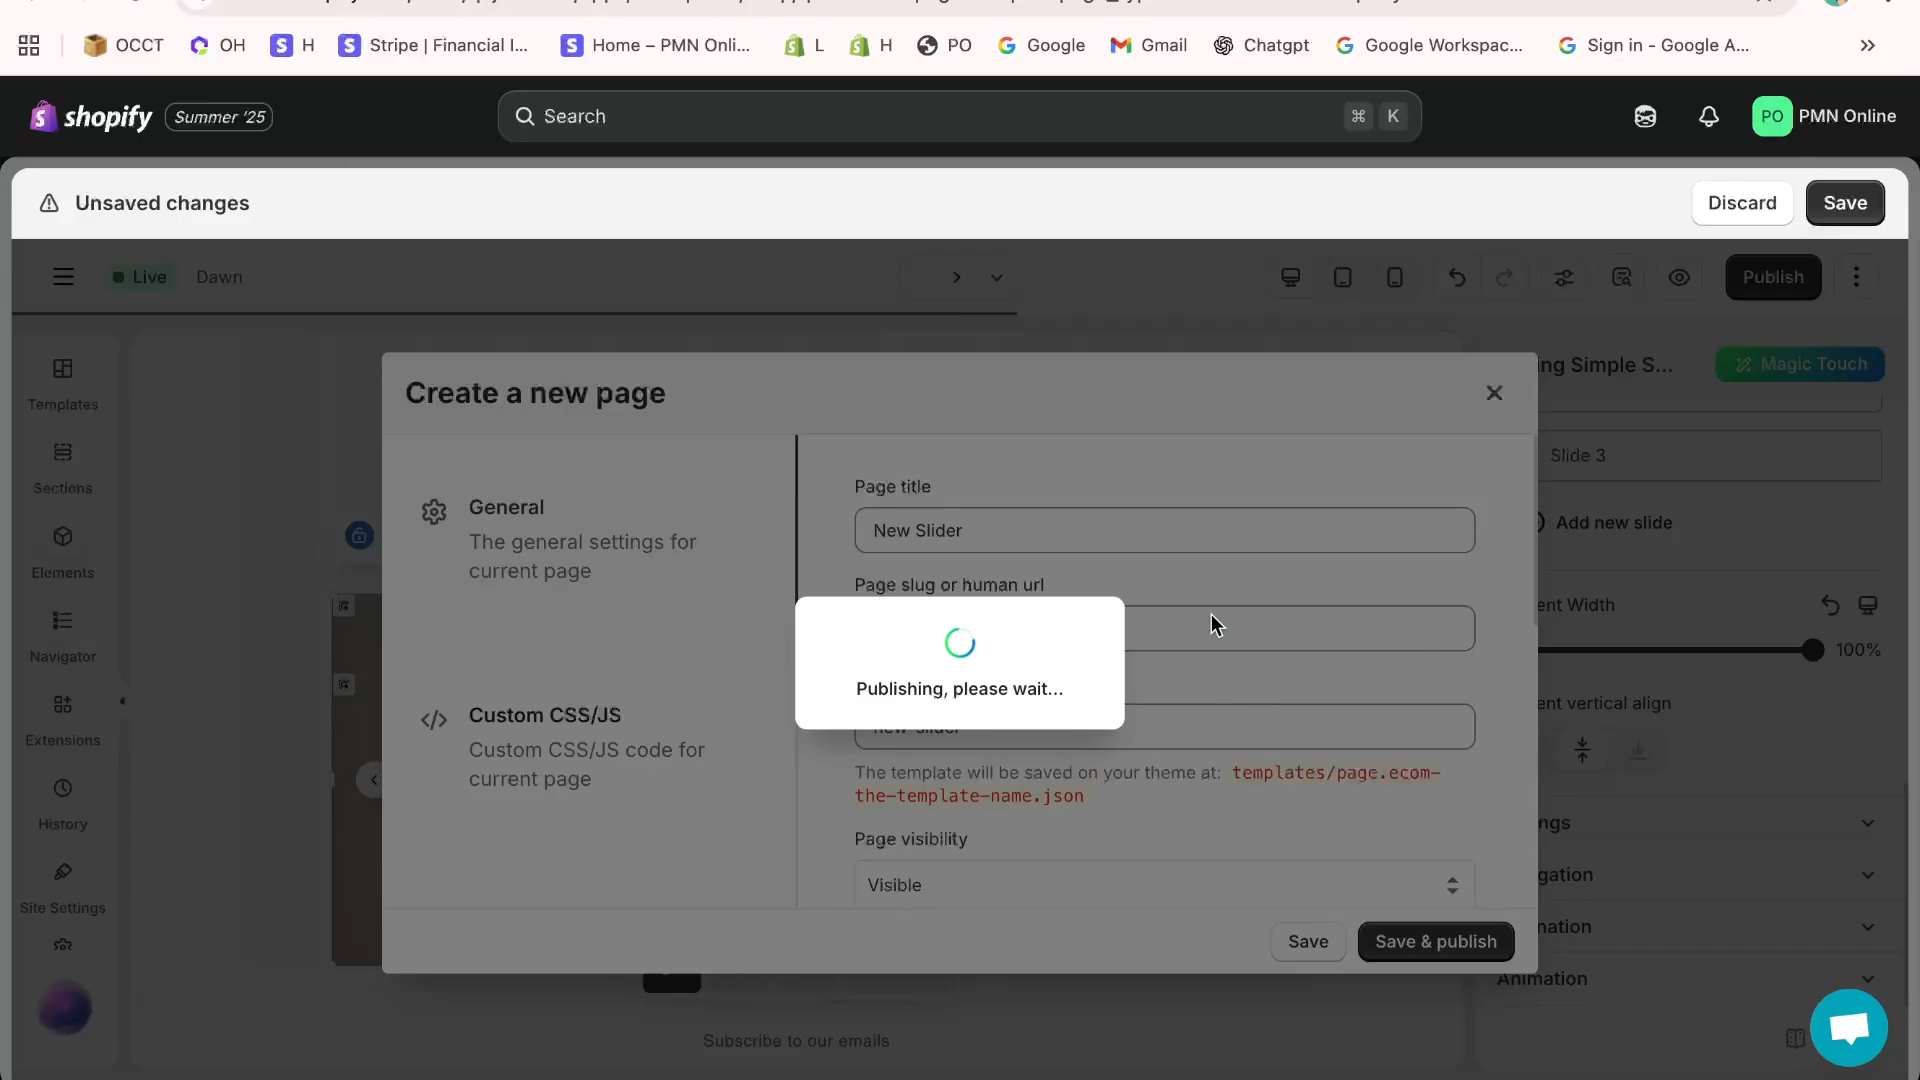 OCCT
OH
H
Stripe | Financial I...
Home – PMN Onli...
L
H
PO
Google
Gmail
Chatgpt
Google Workspac...
Sign in - Google A...
shopify
Summer '25
Search
⌘ K
PO
PMN Online
Unsaved changes
Discard
Save
Live
Dawn
Publish
Templates
Sections
Elements
Navigator
Extensions
History
Site Settings
Create a new page
General
The general settings for
current page
Custom CSS/JS
Custom CSS/JS code for
current page
Page title
New Slider
Page slug or human url
Publishing, please wait...
new-slider
The template will be saved on your theme at: templates/page.ecom-
the-template-name.json
Page visibility
Visible
Save
Save & publish
ng Simple S...
Magic Touch
Slide 3
Add new slide
ent Width
100%
ent vertical align
ngs
gation
nation
Animation
Subscribe to our emails